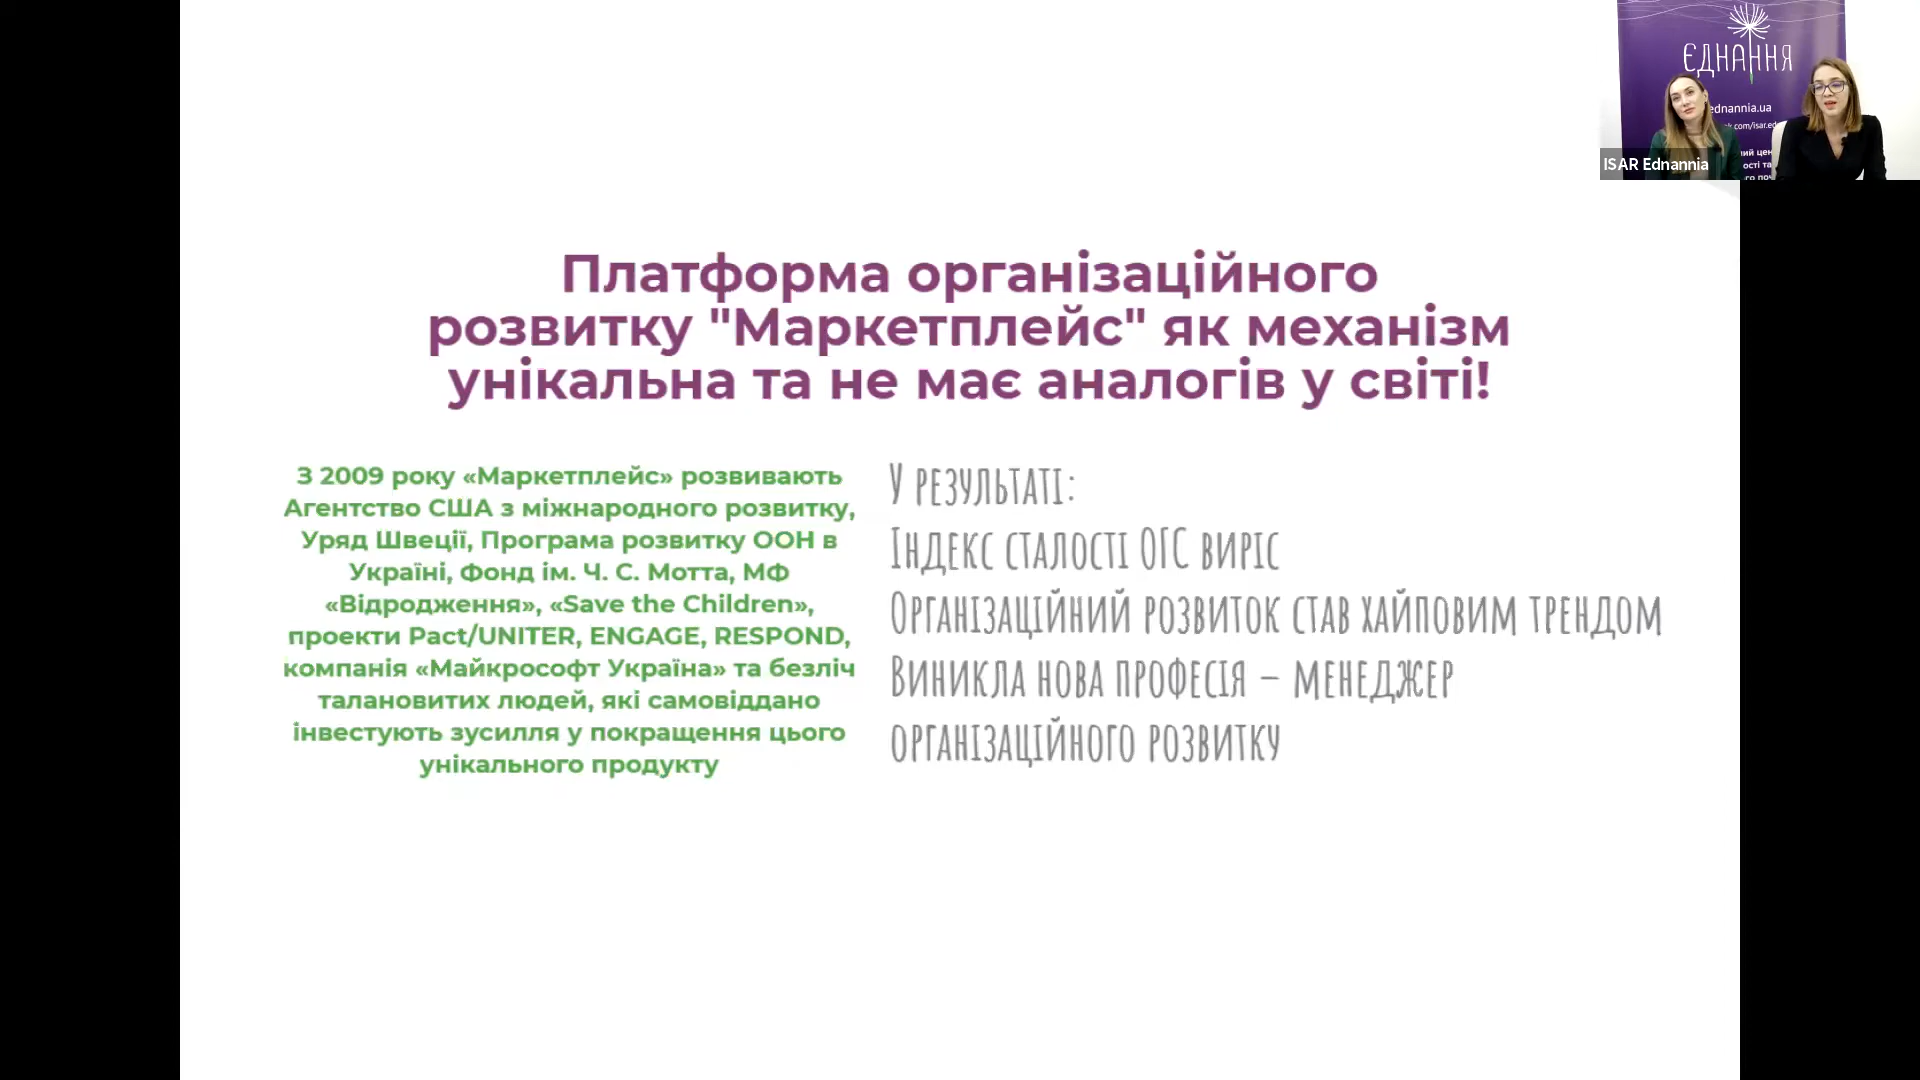 ЄДНАННЯ
ednannia.ua
ISAR Ednannia
Платформа організаційного
розвитку "Маркетплейс" як механізм
унікальна та не має аналогів у світі!
З 2009 року «Маркетплейс» розвивають
Агентство США з міжнародного розвитку,
Уряд Швеції, Програма розвитку ООН в
Україні, Фонд ім. Ч. С. Мотта, МФ
«Відродження», «Save the Children»,
проекти Pact/UNITER, ENGAGE, RESPOND,
компанія «Майкрософт Україна» та безліч
талановитих людей, які самовіддано
інвестують зусилля у покращення цього
унікального продукту
У результаті:
Індекс сталості ОГС виріс
Організаційний розвиток став хайповим трендом
Виникла нова професія – менеджер
організаційного розвитку